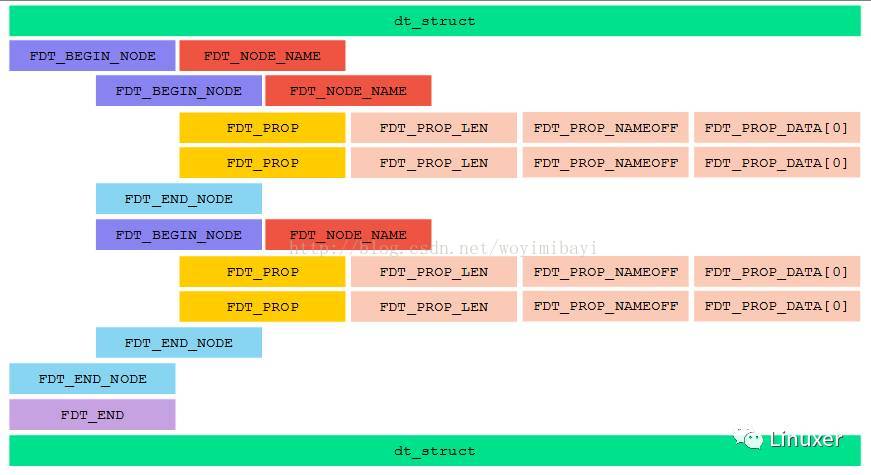 dt_struct
FDT_BEGIN_NODE FDT_NODE_NAME
FDT_BEGIN_NODE FDT_NODE_NAME
FDT_PROP FDT_PROP_LEN FDT_PROP_NAMEOFF FDT_PROP_DATA[0]
FDT_PROP FDT_PROP_LEN FDT_PROP_NAMEOFF FDT_PROP_DATA[0]
FDT_END_NODE
FDT_BEGIN_NODE FDT_NODE_NAME
http://blog.csdn.net/woyimibayi
FDT_PROP FDT_PROP_LEN FDT_PROP_NAMEOFF FDT_PROP_DATA[0]
FDT_PROP FDT_PROP_LEN FDT_PROP_NAMEOFF FDT_PROP_DATA[0]
FDT_END_NODE
FDT_END_NODE
FDT_END
Linuxer
dt_struct